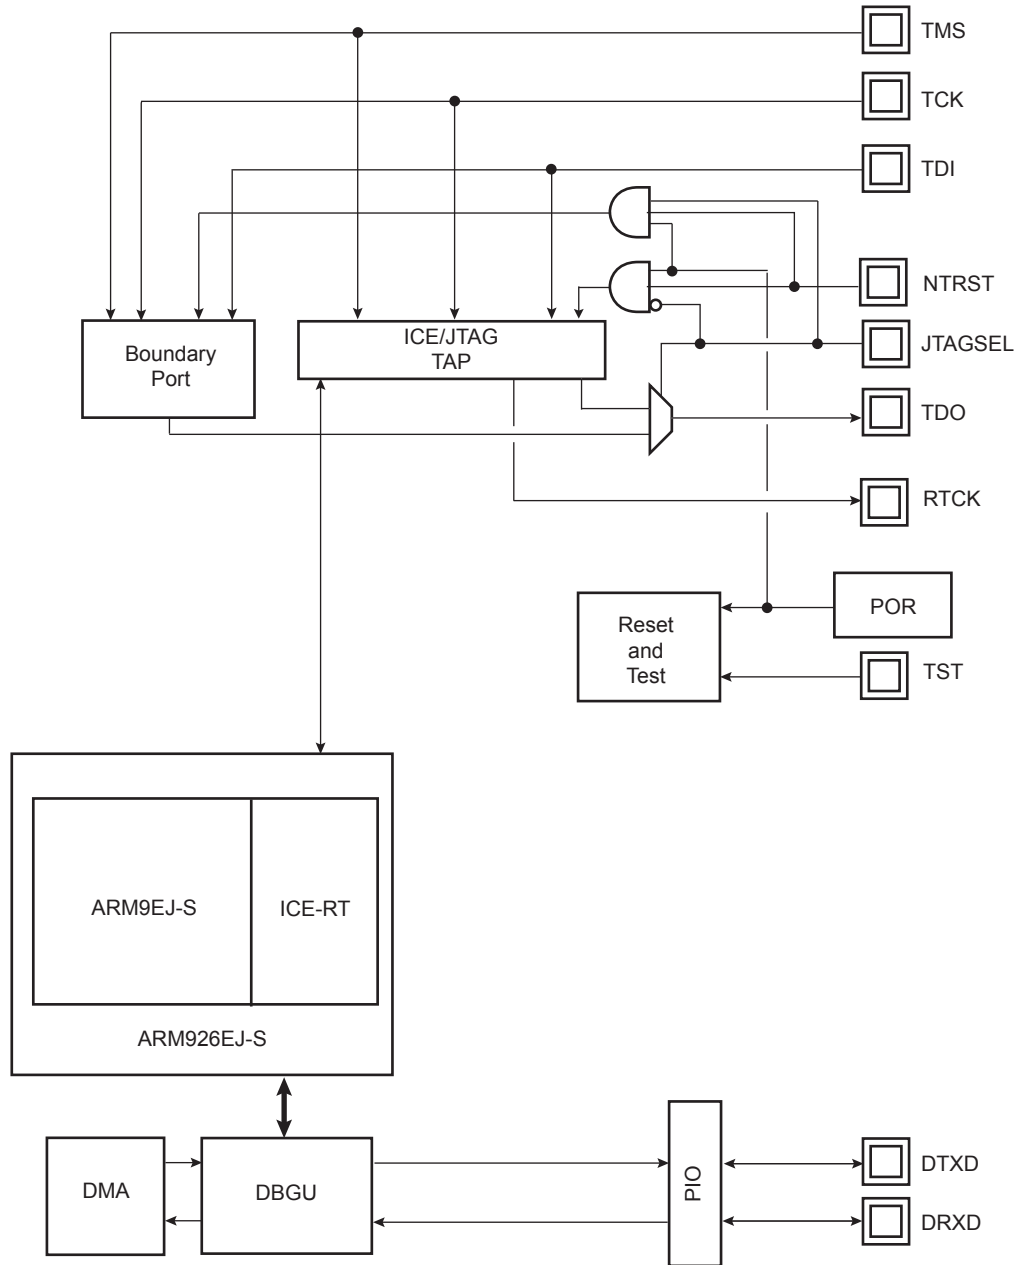 TMS
TCK
TDI
NTRST
JTAGSEL
Boundary
Port
ICE/JTAG
TAP
TDO
RTCK
POR
Reset
and
Test
TST
ARM9EJ-S
ICE-RT
ARM926EJ-S
DMA
DBGU
PIO
DTXD
DRXD